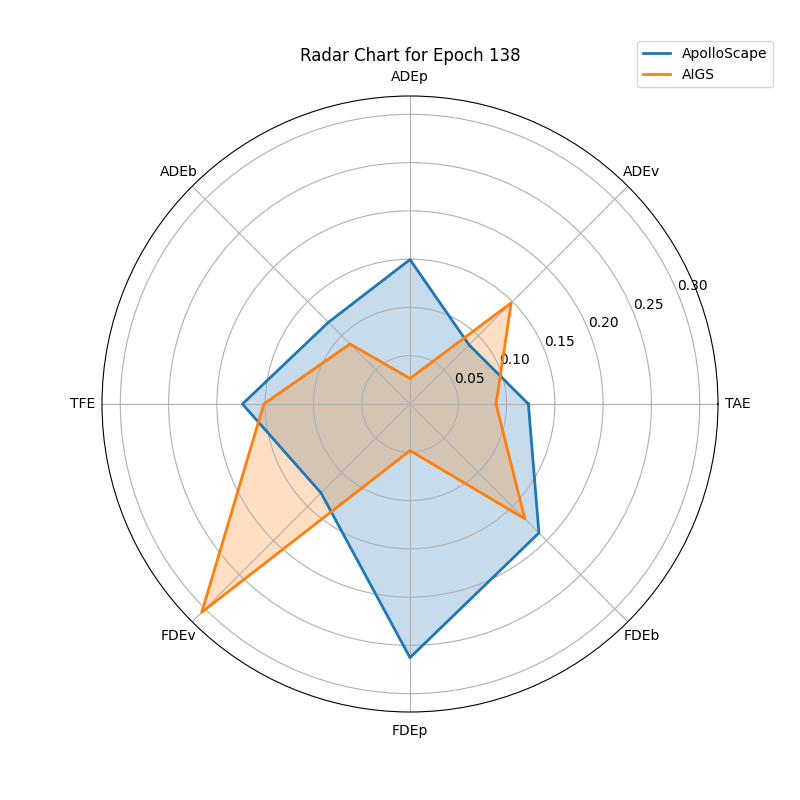 Radar Chart for Epoch 138
ApolloScape
AIGS
ADEp
ADEb
ADEv
0.30
0.25
0.20
0.15
0.10
0.05
TFE
TAE
FDEv
FDEb
FDEp